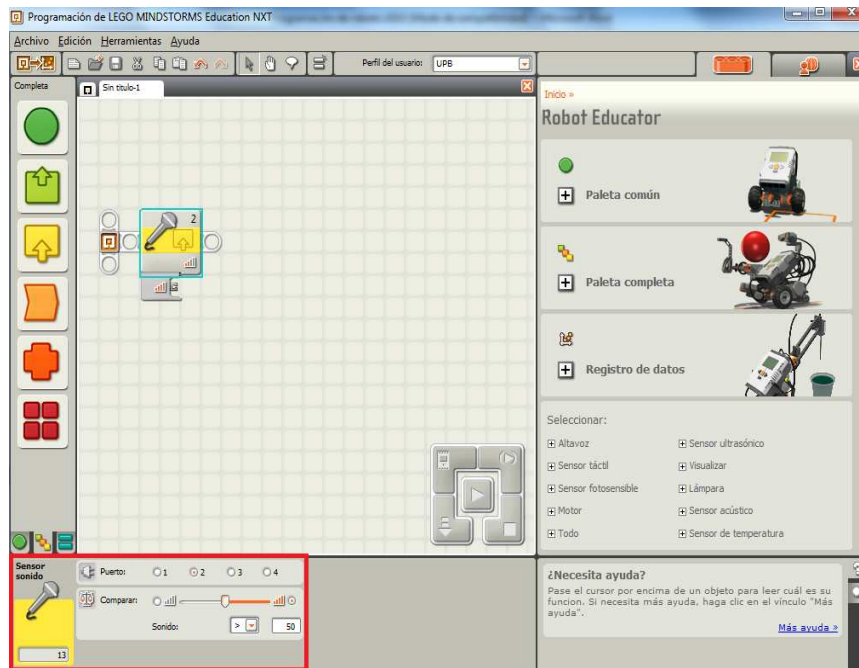 Programación de LEGO MINDSTORMS Education NXT
Archivo Edición Herramientas Ayuda
Perfil del usuario: UPB
Completa
Sin título-1
2
Inicio »
Robot Educator
Paleta común
Paleta completa
Registro de datos
Seleccionar:
Altavoz
Sensor ultrasónico
Sensor táctil
Visualizar
Sensor fotosensible
Lámpara
Motor
Sensor acústico
Todo
Sensor de temperatura
Sensor sonido
13
Puerto: 1 2 3 4
Comparar:
Sonido: > 50
¿Necesita ayuda?
Pase el cursor por encima de un objeto para leer cuál es su
funcion. Si necesita más ayuda, haga clic en el vínculo "Más
ayuda".
Más ayuda »